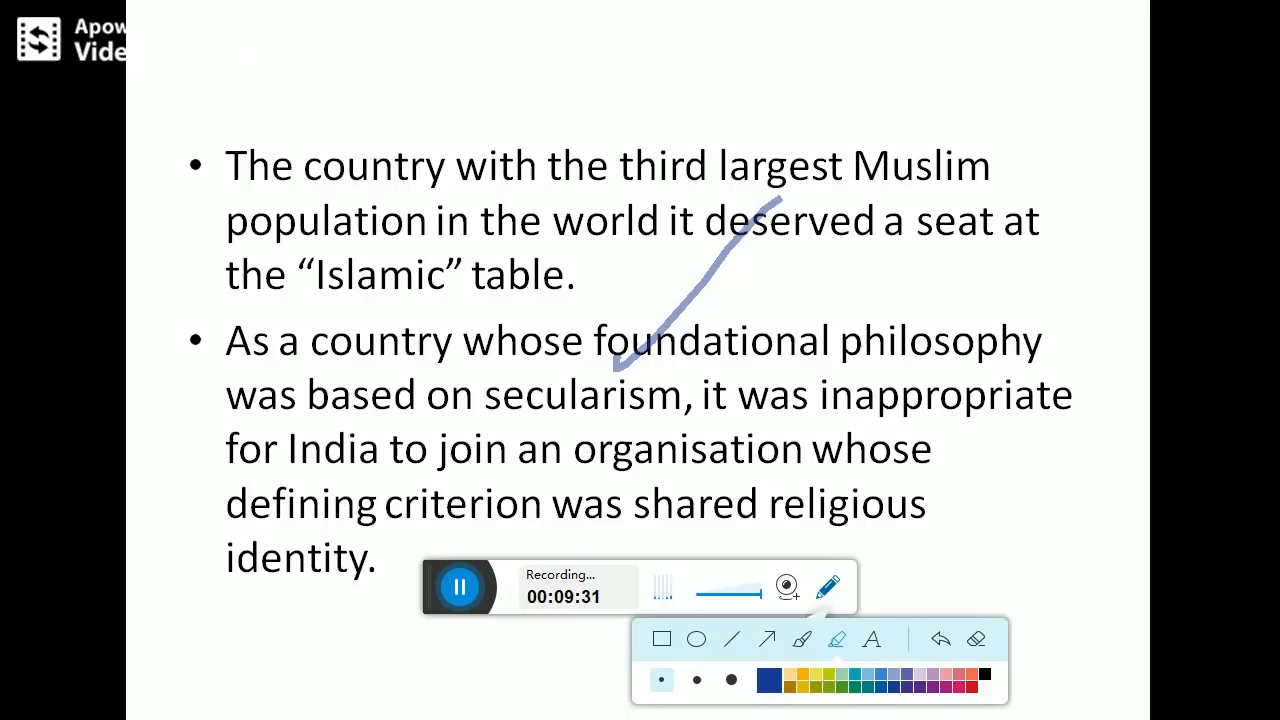 Apow
Vide
• The country with the third largest Muslim
population in the world it deserved a seat at
the “Islamic” table.
• As a country whose foundational philosophy
was based on secularism, it was inappropriate
for India to join an organisation whose
defining criterion was shared religious
identity.
Recording...
00:09:31
A